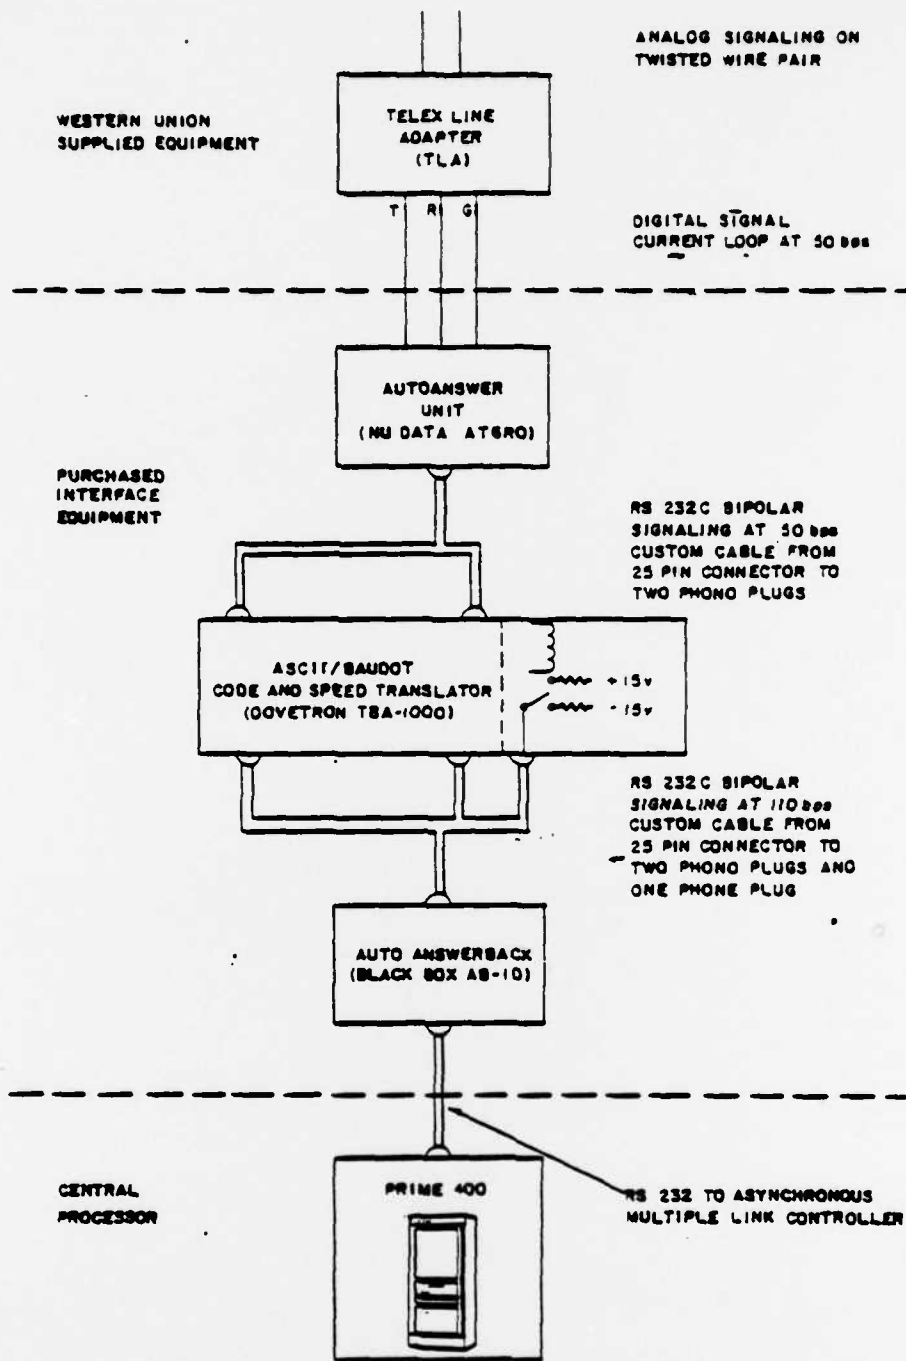 ANALOG SIGNALING ON
TWISTED WIRE PAIR
WESTERN UNION
SUPPLIED EQUIPMENT
TELEX LINE
ADAPTER
(TLA)
T R G
DIGITAL SIGNAL
CURRENT LOOP AT 50 bps
AUTOANSWER
UNIT
(NU DATA AT6RO)
PURCHASED
INTERFACE
EQUIPMENT
RS 232C BIPOLAR
SIGNALING AT 50 bps
CUSTOM CABLE FROM
25 PIN CONNECTOR TO
TWO PHONO PLUGS
ASCII/BAUDOT
CODE AND SPEED TRANSLATOR
(DOVETRON TBA-1000)
+ 15v
- 15v
RS 232C BIPOLAR
SIGNALING AT 110 bps
CUSTOM CABLE FROM
25 PIN CONNECTOR TO
TWO PHONO PLUGS AND
ONE PHONE PLUG
AUTO ANSWERBACK
(BLACK BOX AB-1D)
CENTRAL
PROCESSOR
PRIME 400
RS 232 TO ASYNCHRONOUS
MULTIPLE LINK CONTROLLER